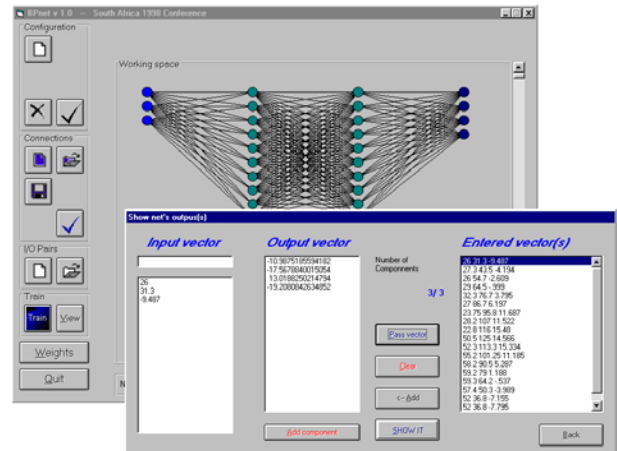 BPnet v 1.0 -- South Africa 1998 Conference
Configuration
Working space
Connections
I/O Pairs
Train
Train View
Weights
Quit
N
Show net's outpus(s)
Input vector
Output vector
Entered vector(s)
26
31.3
-9.487
-10.9875185594182
-17.5678840015054
13.0188250214794
-19.2080842634852
Number of
Components
3/ 3
Pass vector
Clear
<-- Add
SHOW IT
Add component
26 31.3 -9.487
27.3 43.5 -4.194
26 54.7 -2.609
29 64.5 -.999
32.3 76.7 3.795
27 86.7 6.197
23.75 95.8 11.687
28.2 107 11.522
22.8 116 15.48
50.5 125 14.566
52.3 113.3 15.334
55.2 101.25 11.185
58.2 90.5 5.287
59.2 79 1.188
59.3 64.2 -.537
57.4 50.3 -3.989
52 36.8 -7.155
52 36.8 -7.795
Back